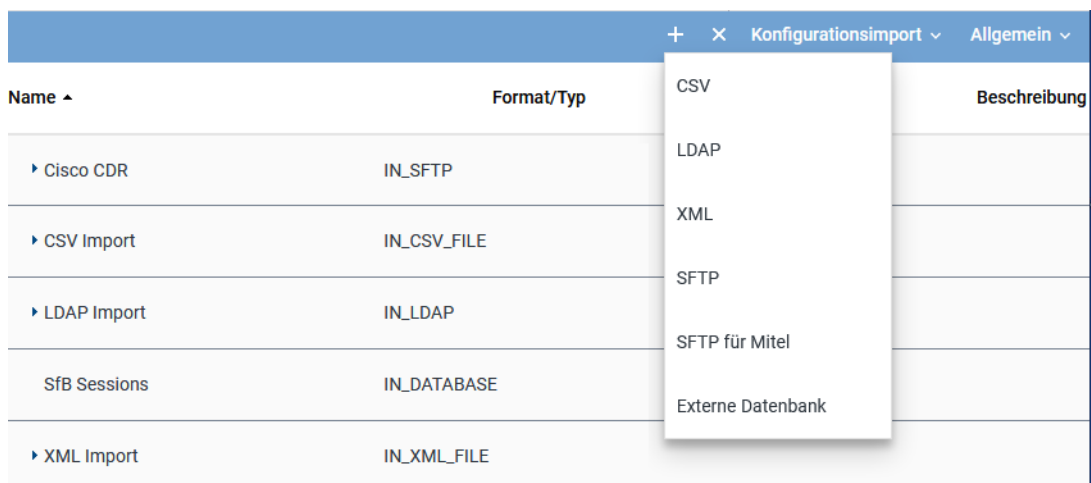 Konfigurationsimport Allgemein
Name Format/Typ Beschreibung
CSV
LDAP
XML
SFTP
SFTP für Mitel
Externe Datenbank
Cisco CDR IN_SFTP
CSV Import IN_CSV_FILE
LDAP Import IN_LDAP
SfB Sessions IN_DATABASE
XML Import IN_XML_FILE